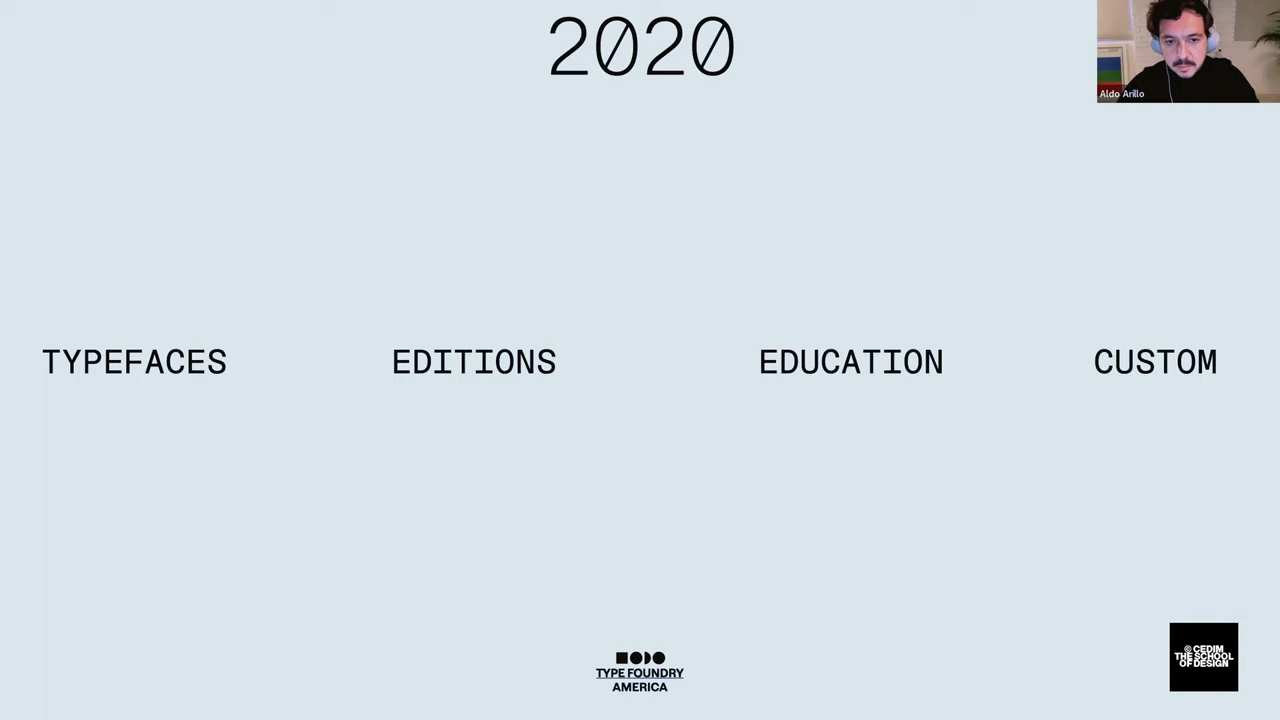 2020
Aldo Arillo
TYPEFACES EDITIONS EDUCATION CUSTOM
TYPE FOUNDRY
AMERICA
@ CEDIM
THE SCHOOL
OF DESIGN